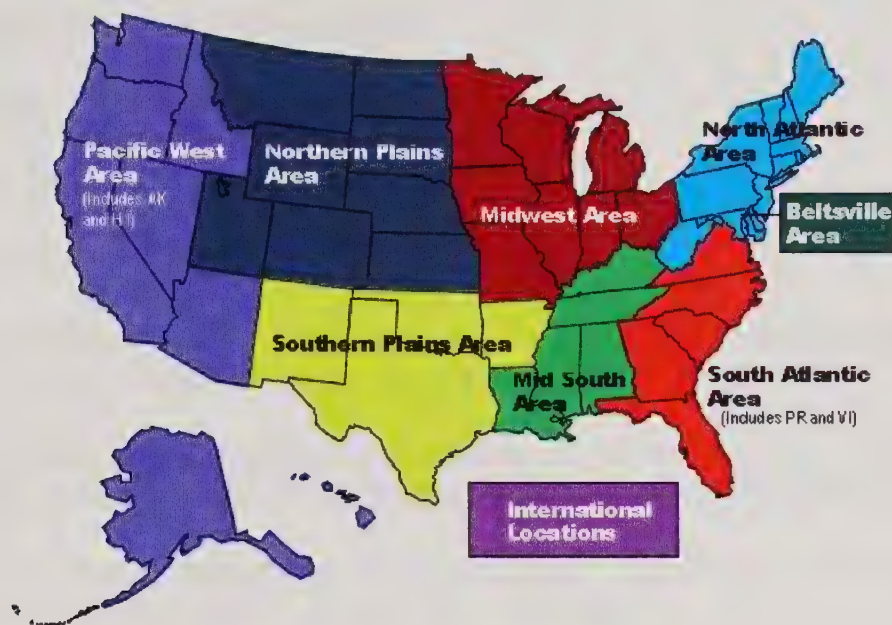 Pacific West
Area
(Includes AK
and HI)
Northern Plains
Area
Midwest Area
North Atlantic
Area
Beltsville
Area
Southern Plains Area
Mid South
Area
South Atlantic
Area
(Includes PR and VI)
International
Locations